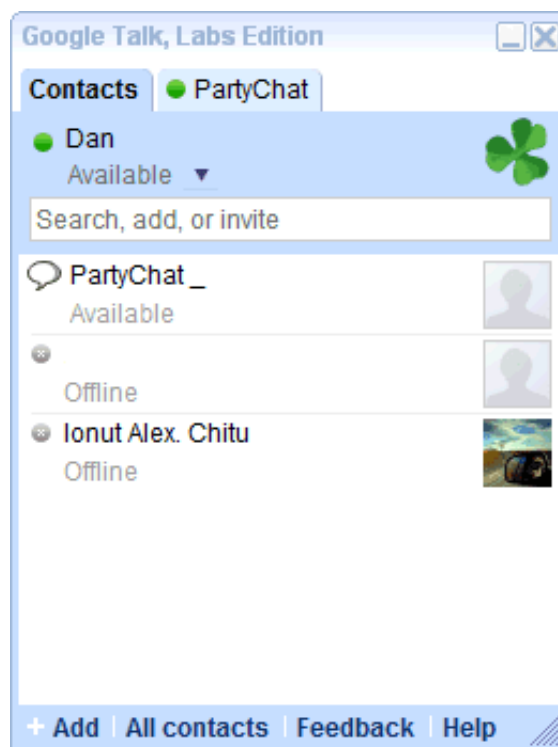 Google Talk, Labs Edition
Contacts PartyChat
Dan
Available
Search, add, or invite
PartyChat _
Available
Offline
Ionut Alex. Chitu
Offline
+ Add All contacts Feedback Help